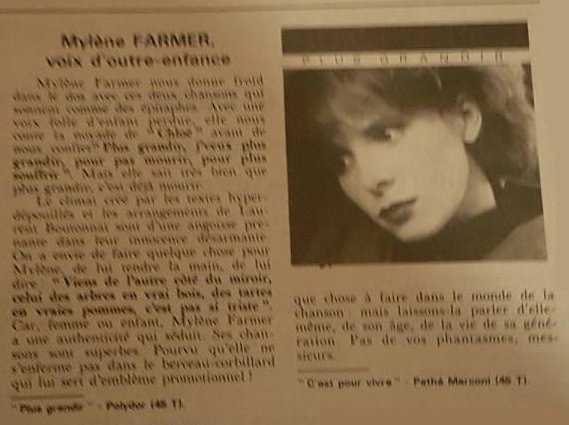 Mylène FARMER,
voix d'outre-enfance
Mylène Farmer nous donne froid
dans le dos avec ces deux chansons qui
sonnent comme des épitaphes. Avec une
voix d'enfant perdue, elle nous
conte la noyade de "Chloé" avant de
nous confier "Plus grandir, j'veux plus
grandir, pour pas mourir, pour plus
souffrir". Mais elle sait très bien que
plus grandir, c'est déjà mourir.
Le climat créé par les textes hyper-
dépouillés et les arrangements de Lau-
rent Boutonnat sont d'une angoisse pre-
nante dans leur innocence désarmante.
On a envie de faire quelque chose pour
Mylène, de lui tendre la main, de lui
dire : "Viens de l'autre côté du miroir,
celui des arbres en vrai bois, des tartes
en vraies pommes, c'est pas si triste".
Car, femme ou enfant, Mylène Farmer
a une authenticité qui séduit. Ses chan-
sons sont superbes. Pourvu qu'elle ne
s'enferme pas dans le berveau-corbillard
qui lui sert d'emblème promotionnel !
"Plus grandir" - Polydor (45 T).
PLUS GRANDIR
que chose à faire dans le monde de la
chanson ; mais laissons-la parler d'elle-
même, de son âge, de la vie de sa géné-
ration. Pas de vos phantasmes, mes-
sieurs.
"C'est pour vivre" - Pathé Marconi (45 T).